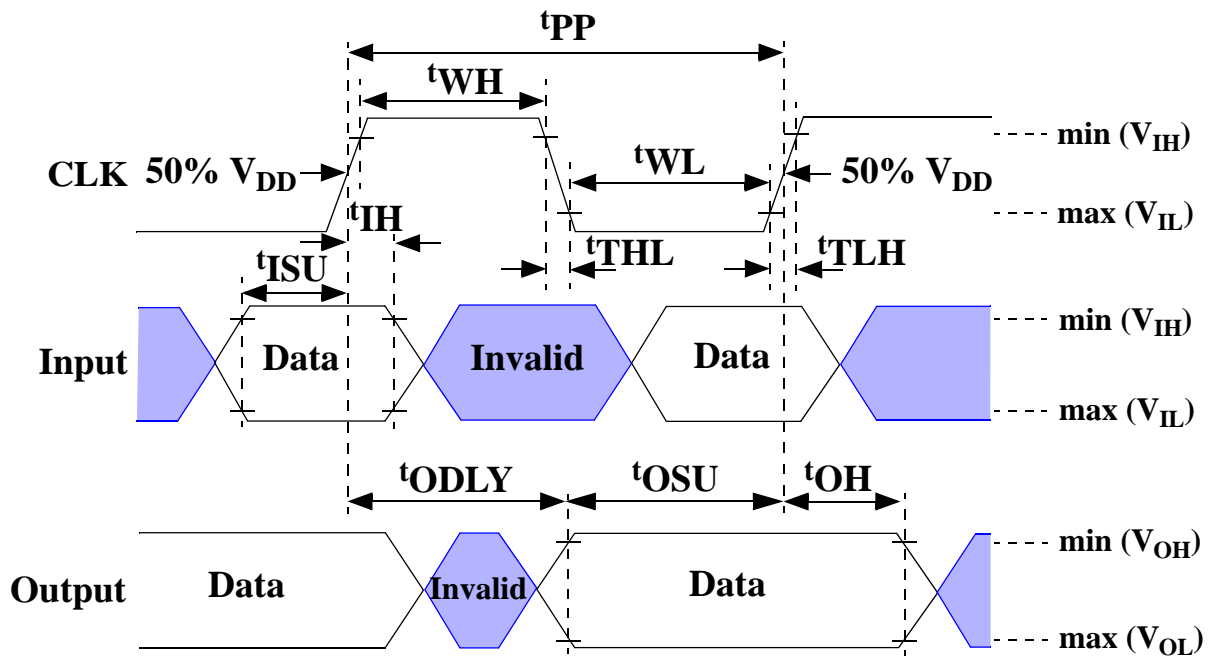 tPP
tWH
min (VIH)
CLK 50% VDD
tWL
50% VDD
max (VIL)
tIH
tTHL
tTLH
tISU
min (VIH)
Input
Data
Invalid
Data
max (VIL)
tODLY
tOSU
tOH
min (VOH)
Output
Data
Invalid
Data
max (VOL)